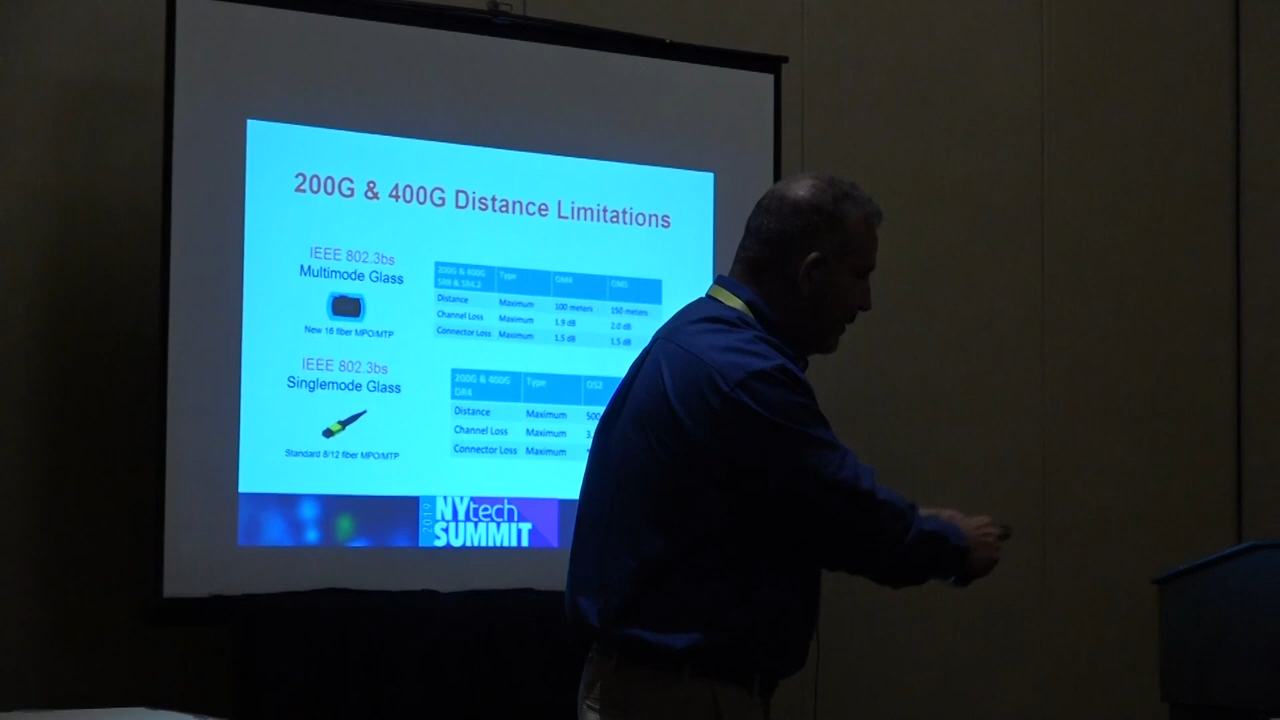 200G & 400G Distance Limitations
IEEE 802.3bs
Multimode Glass
New 16 fiber MPO/MTP
200G & 400G Type OM4 OM5
SR8 & SR4.2
Distance Maximum 100 meters 150 meters
Channel Loss Maximum 1.9 dB 2.0 dB
Connector Loss Maximum 1.5 dB 1.5 dB
IEEE 802.3bs
Singlemode Glass
Standard 8/12 fiber MPO/MTP
200G & 400G Type OS2
DR4
Distance Maximum 500
Channel Loss Maximum 3.
Connector Loss Maximum
2019 NYtech
SUMMIT